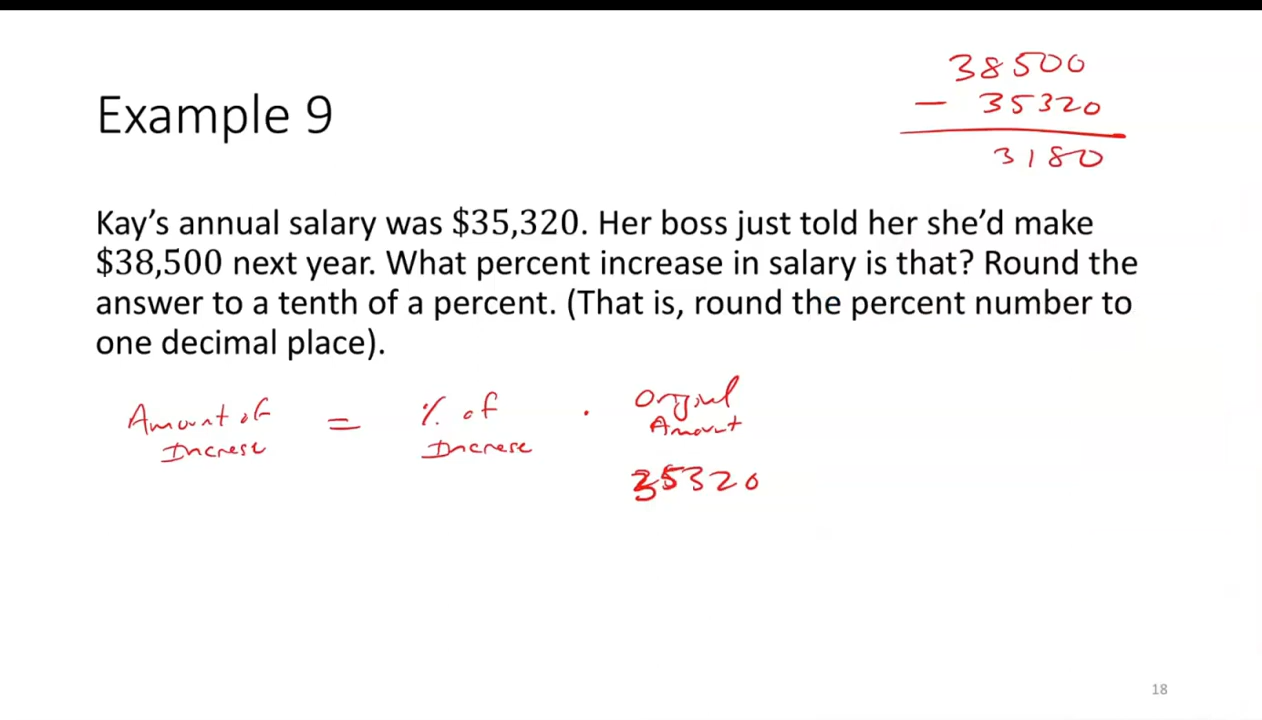 38500
Example 9
- 35320
3180
Kay's annual salary was $35,320. Her boss just told her she'd make
$38,500 next year. What percent increase in salary is that? Round the
answer to a tenth of a percent. (That is, round the percent number to
one decimal place).
Amount of = % of · Original
Increase Increase Amount
35320
18